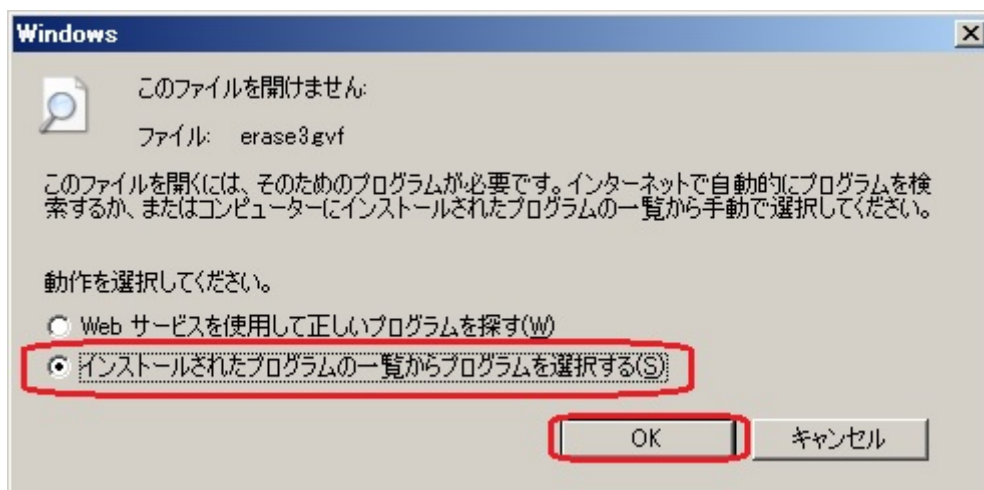 Windows
このファイルを開けません:
ファイル: erase3.gvf
このファイルを開くには、そのためのプログラムが必要です。インターネットで自動的にプログラムを検
索するか、またはコンピューターにインストールされたプログラムの一覧から手動で選択してください。
動作を選択してください。
Web サービスを使用して正しいプログラムを探す(W)
インストールされたプログラムの一覧からプログラムを選択する(S)
OK キャンセル